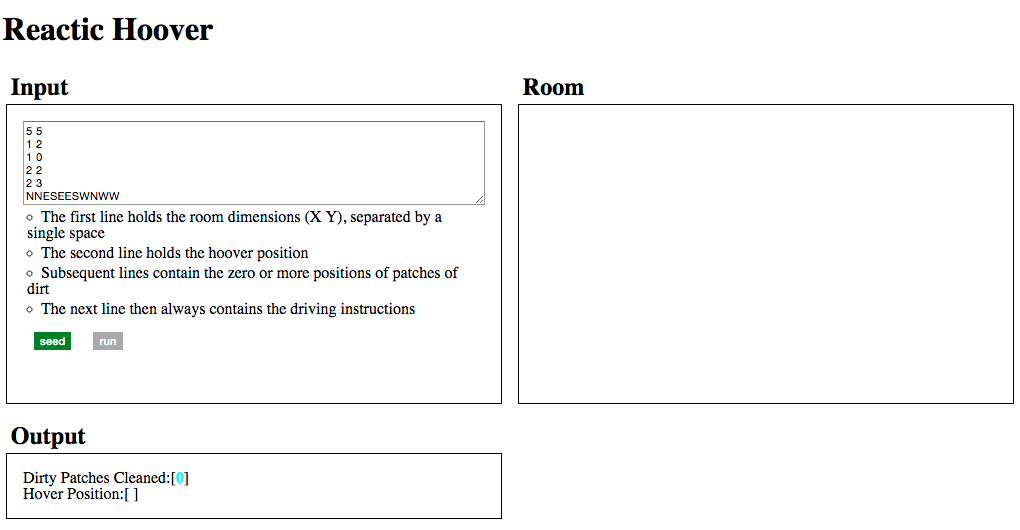 Reactic Hoover
Input
5 5
1 2
1 0
2 2
2 3
NNESEESWNWW
The first line holds the room dimensions (X Y), separated by a
single space
The second line holds the hoover position
Subsequent lines contain the zero or more positions of patches of
dirt
The next line then always contains the driving instructions
seed run
Room
Output
Dirty Patches Cleaned:[0]
Hover Position:[ ]